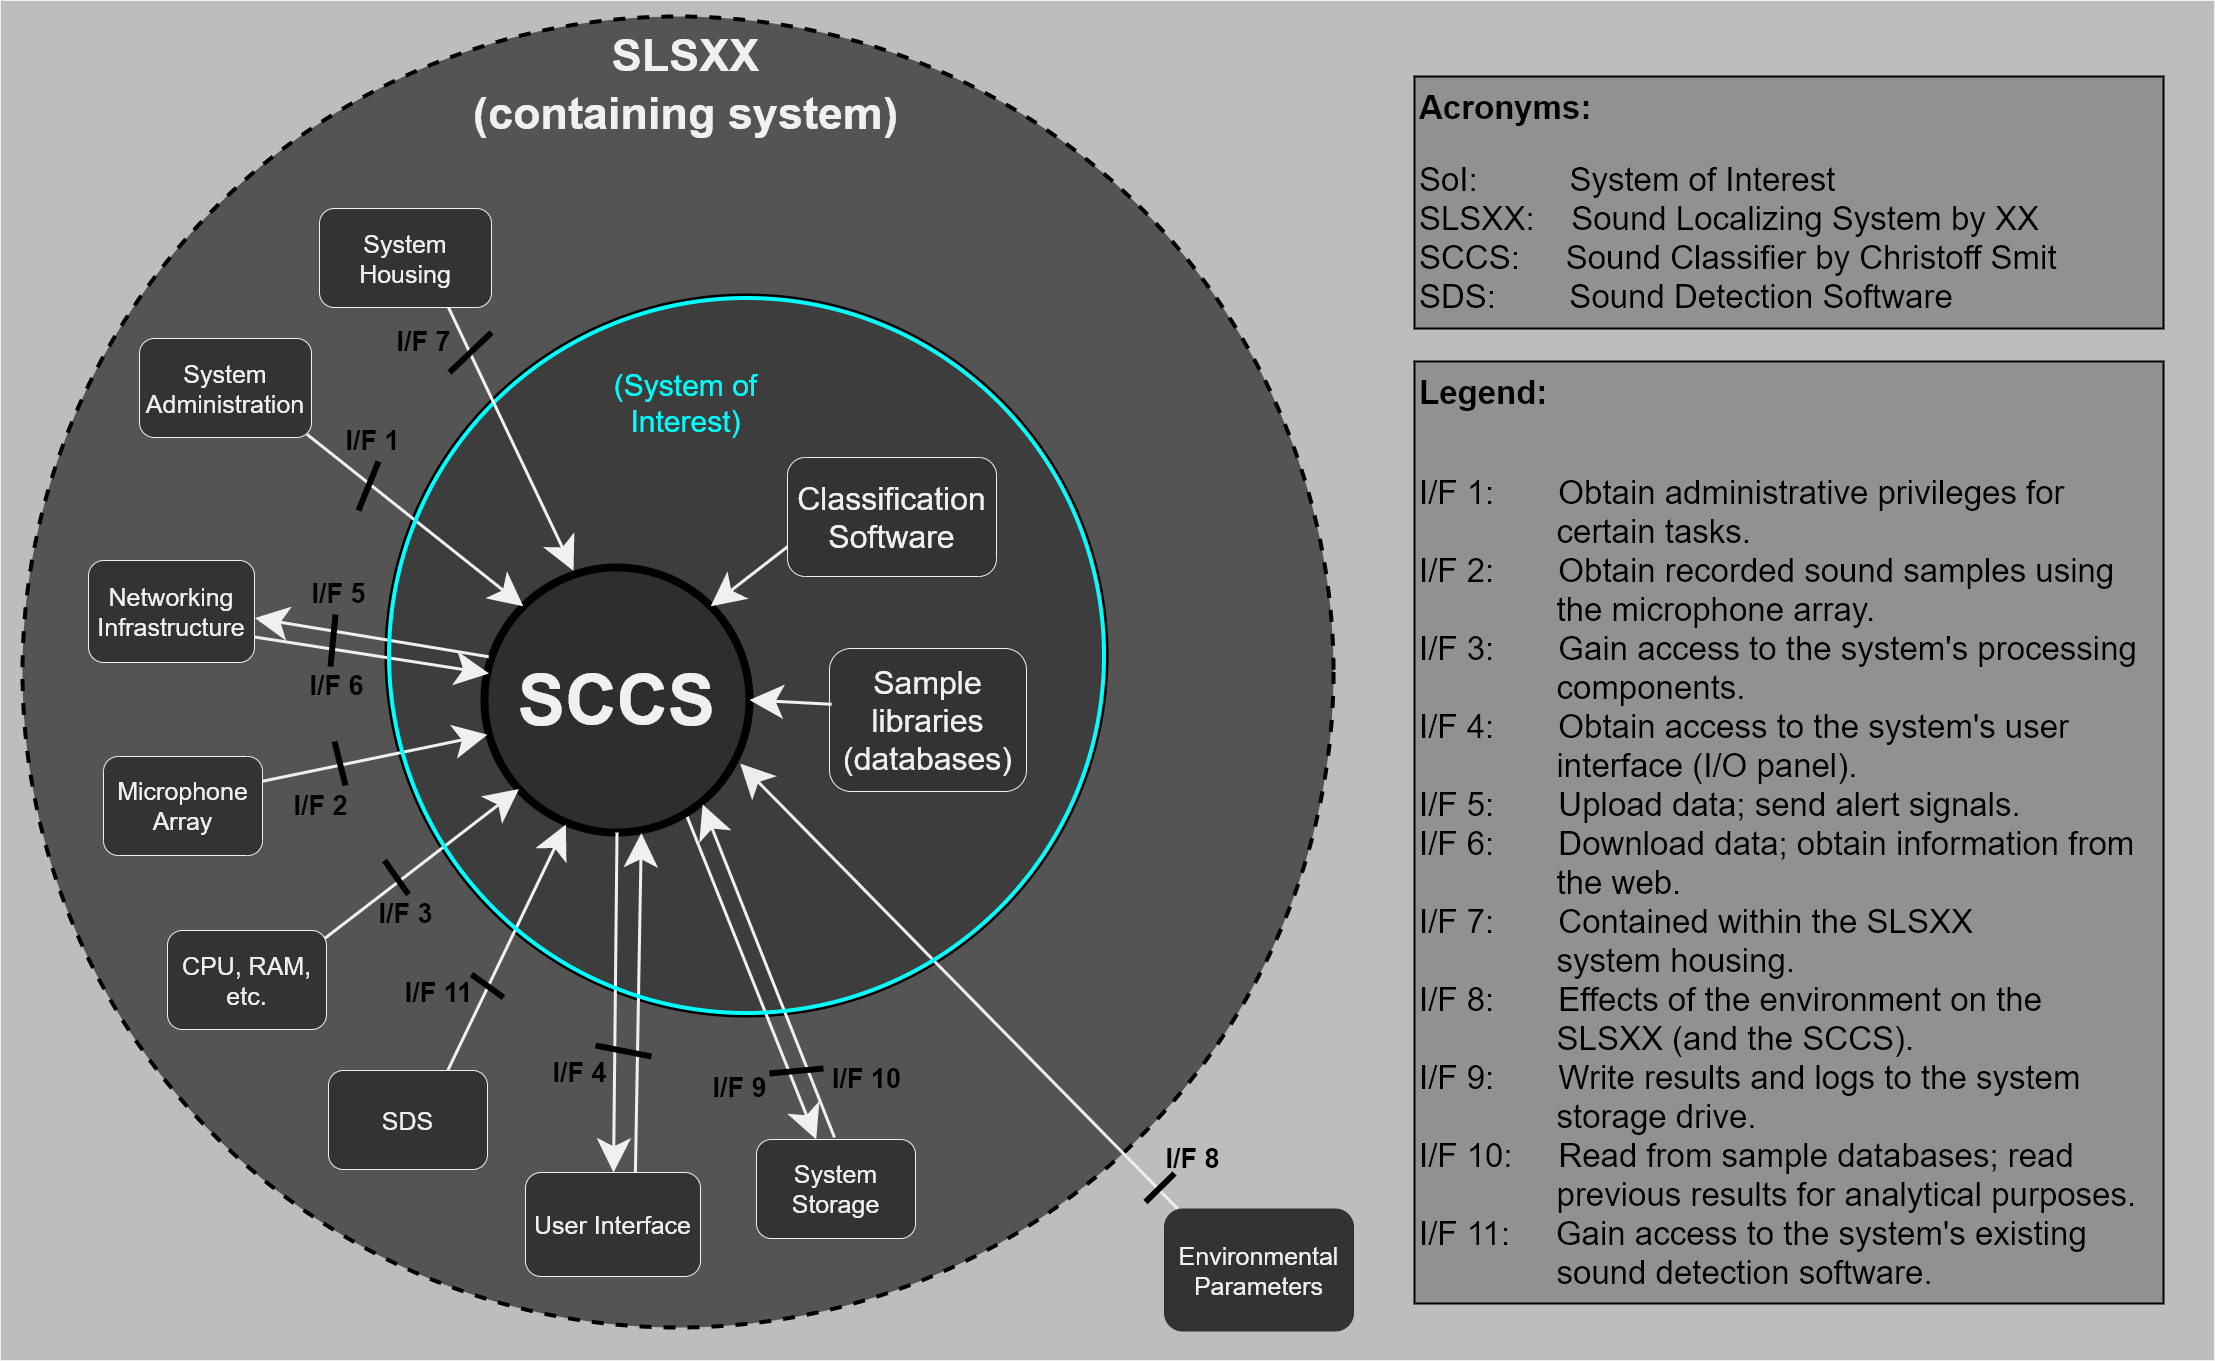 SLSXX
(containing system)
System
Housing
I/F 7
System
Administration
I/F 1
(System of
Interest)
Classification
Software
Networking
Infrastructure
I/F 5
I/F 6
SCCS
Sample
libraries
(databases)
Microphone
Array
I/F 2
CPU, RAM,
etc.
I/F 3
I/F 11
SDS
I/F 4
User Interface
I/F 9
I/F 10
System
Storage
I/F 8
Environmental
Parameters
Acronyms:
SoI: System of Interest
SLSXX: Sound Localizing System by XX
SCCS: Sound Classifier by Christoff Smit
SDS: Sound Detection Software
Legend:
I/F 1: Obtain administrative privileges for
certain tasks.
I/F 2: Obtain recorded sound samples using
the microphone array.
I/F 3: Gain access to the system's processing
components.
I/F 4: Obtain access to the system's user
interface (I/O panel).
I/F 5: Upload data; send alert signals.
I/F 6: Download data; obtain information from
the web.
I/F 7: Contained within the SLSXX
system housing.
I/F 8: Effects of the environment on the
SLSXX (and the SCCS).
I/F 9: Write results and logs to the system
storage drive.
I/F 10: Read from sample databases; read
previous results for analytical purposes.
I/F 11: Gain access to the system's existing
sound detection software.